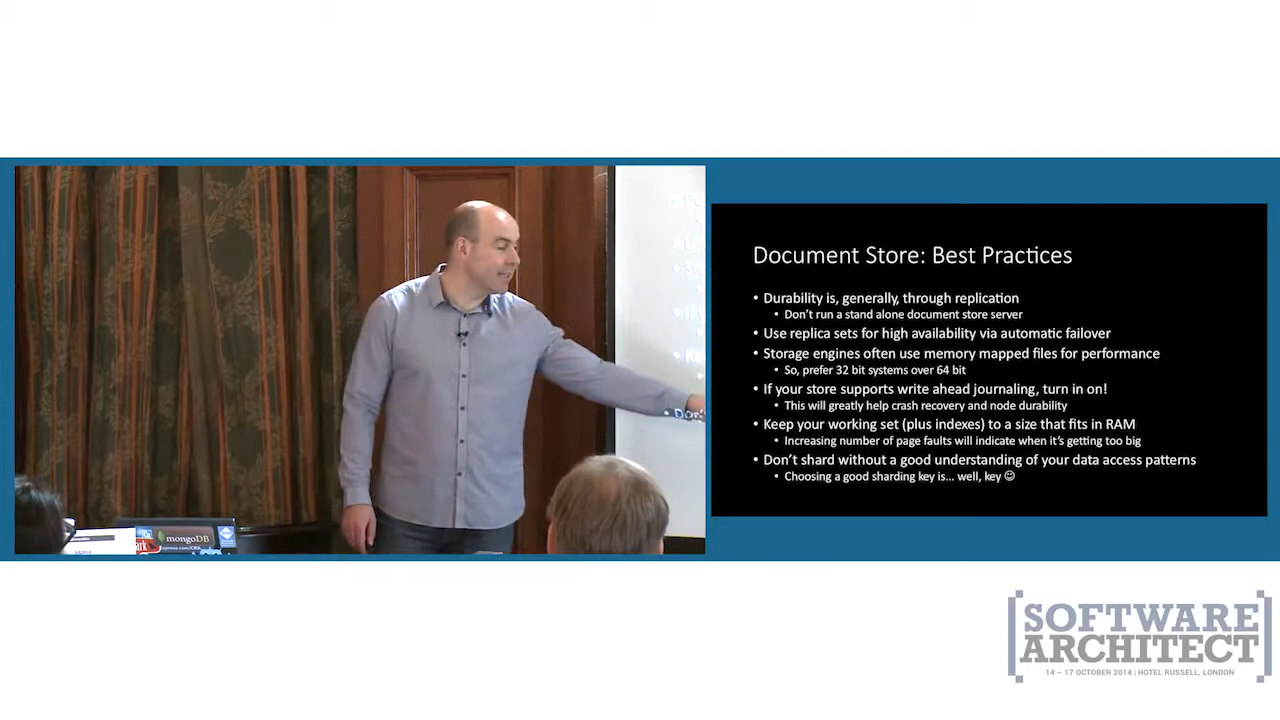 Document Store: Best Practices
• Durability is, generally, through replication
• Don't run a stand alone document store server
• Use replica sets for high availability via automatic failover
• Storage engines often use memory mapped files for performance
• So, prefer 32 bit systems over 64 bit
• If your store supports write ahead journaling, turn in on!
• This will greatly help crash recovery and node durability
• Keep your working set (plus indexes) to a size that fits in RAM
• Increasing number of page faults will indicate when it's getting too big
• Don't shard without a good understanding of your data access patterns
• Choosing a good sharding key is... well, key ☺
mongoDB
[SOFTWARE
ARCHITECT]
14 – 17 OCTOBER 2014 | HOTEL RUSSELL, LONDON